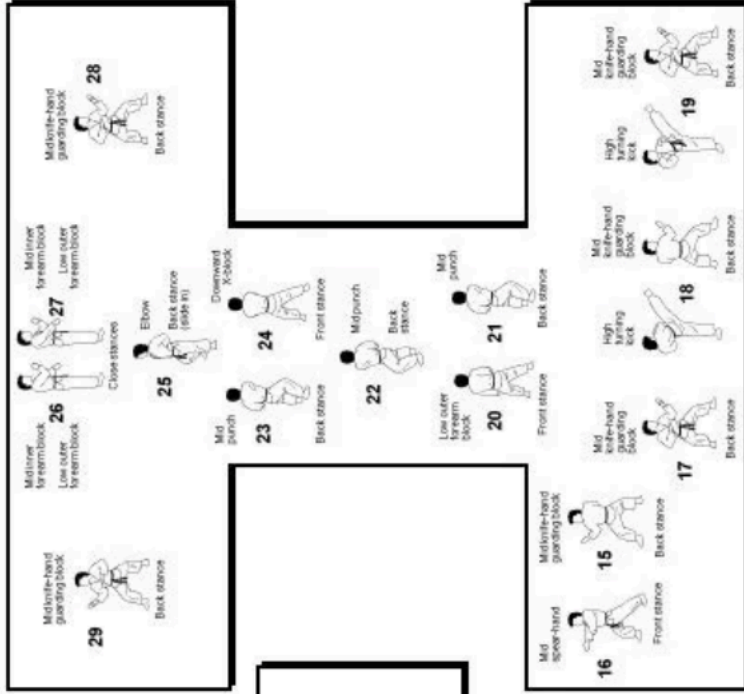 Mid knife-hand
guarding block
28
Back stance
Mid inner
forearm block
Low outer
forearm block
27
26
Close stances
Mid inner
forearm block
Low outer
forearm block
Mid knife-hand
guarding block
29
Back stance
Elbow
25
Back stance
(slide in)
Downward
X-block
24
Front stance
Mid
punch
23
Back stance
Mid punch
22
Back
stance
Mid
punch
21
Back stance
Low outer
forearm
block
20
Front stance
Mid
knife-hand
guarding
block
19
Back stance
High
turning
kick
Mid
knife-hand
guarding
block
18
Back stance
High
turning
kick
Mid
knife-hand
guarding
block
17
Back stance
Mid knife-hand
guarding block
15
Back stance
Mid
spear-hand
16
Front stance